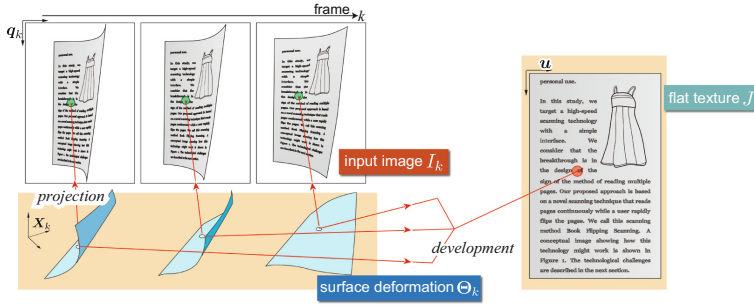 frame k
q_k
personal use.
In this study, we
target a high-speed
scanning technology
with a simple
interface. We
consider that the
breakthrough is in
the design of the
sign of the method of reading multiple
pages. Our proposed approach is based
on a novel scanning technique that reads
pages continuously while a user rapidly
flips the pages. We call this scanning
method Book Flipping Scanning. A
conceptual image showing how this
technology might work is shown in
Figure 1. The technological challenges
are described in the next section.
u
flat texture J
input image I_k
projection
X_k
development
surface deformation Θ_k